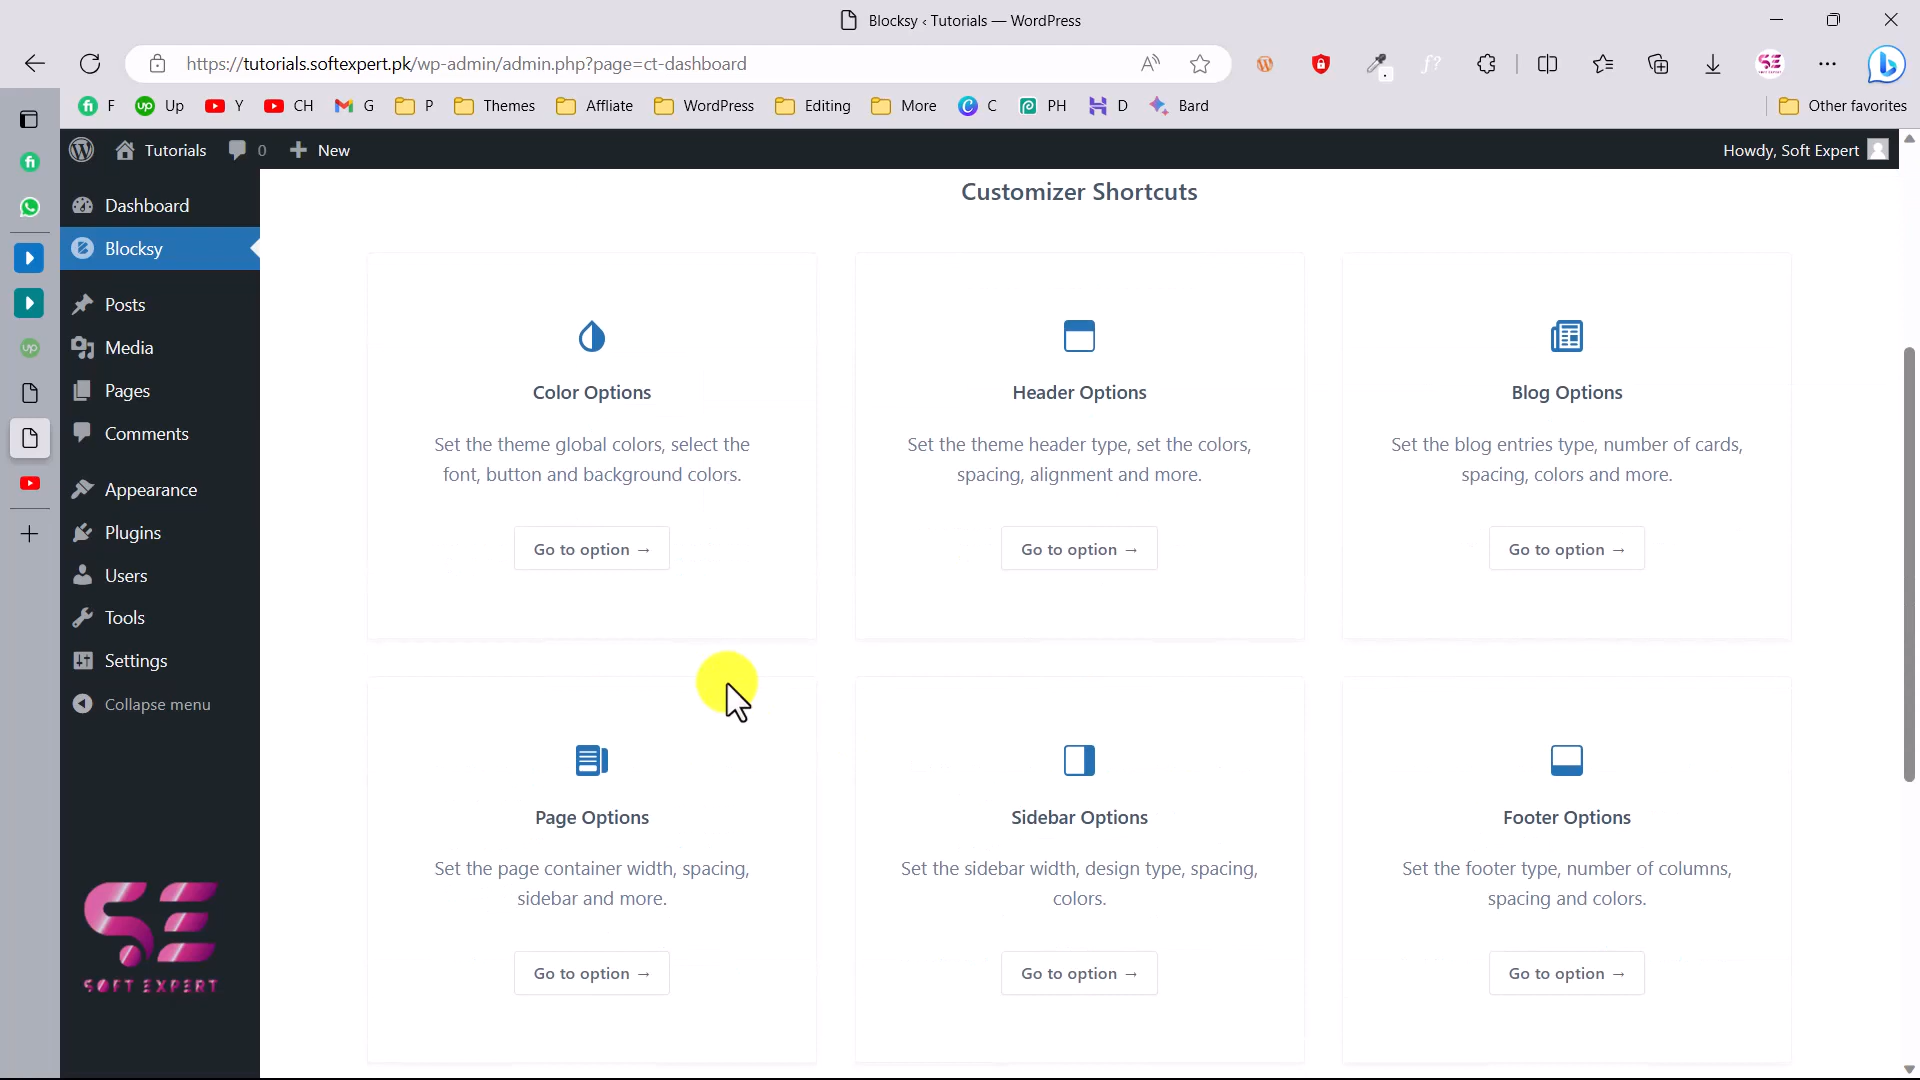 Blocksy ‹ Tutorials — WordPress
https://tutorials.softexpert.pk/wp-admin/admin.php?page=ct-dashboard
F Up Y CH G P Themes Affliate WordPress Editing More C PH D Bard Other favorites
Tutorials 0 New Howdy, Soft Expert
Dashboard
Blocksy
Posts
Media
Pages
Comments
Appearance
Plugins
Users
Tools
Settings
Collapse menu
SOFT EXPERT
Customizer Shortcuts
Color Options
Set the theme global colors, select the
font, button and background colors.
Go to option →
Header Options
Set the theme header type, set the colors,
spacing, alignment and more.
Go to option →
Blog Options
Set the blog entries type, number of cards,
spacing, colors and more.
Go to option →
Page Options
Set the page container width, spacing,
sidebar and more.
Go to option →
Sidebar Options
Set the sidebar width, design type, spacing,
colors.
Go to option →
Footer Options
Set the footer type, number of columns,
spacing and colors.
Go to option →